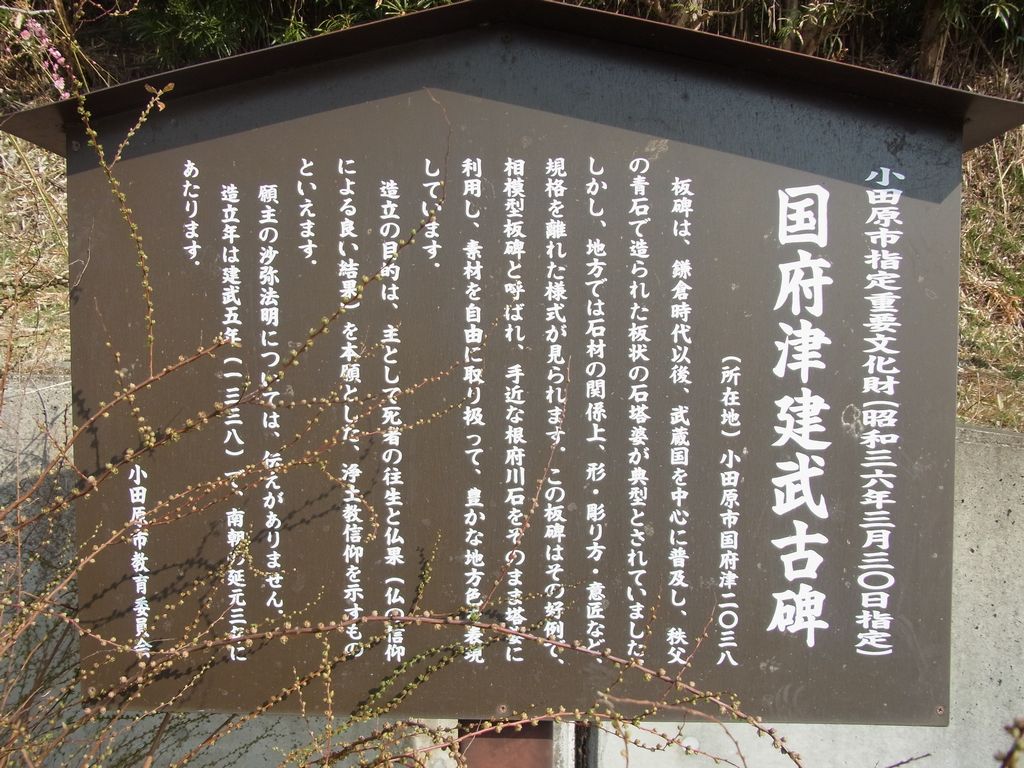 小田原市指定重要文化財(昭和三六年三月三〇日指定)
国府津建武古碑
(所在地)小田原市国府津二〇三八
板碑は、鎌倉時代以後、武蔵国を中心に普及し、秩父
の青石で造られた板状の石塔婆が典型とされていました
しかし、地方では石材の関係上、形・彫り方・意匠など、
規格を離れた様式が見られます。この板碑はその好例で、
相模型板碑と呼ばれ、手近な根府川石をそのまま塔婆に
利用し、素材を自由に取り扱って、豊かな地方色を表現
しています。
造立の目的は、主として死者の往生と仏果(仏の信仰
による良い結果)を本願とした、浄土教信仰を示すもの
といえます。
願主の沙弥法明については、伝えがありません。
造立年は建武五年(一三三八)で、南朝の延元三年に
あたります。
小田原市教育委員会